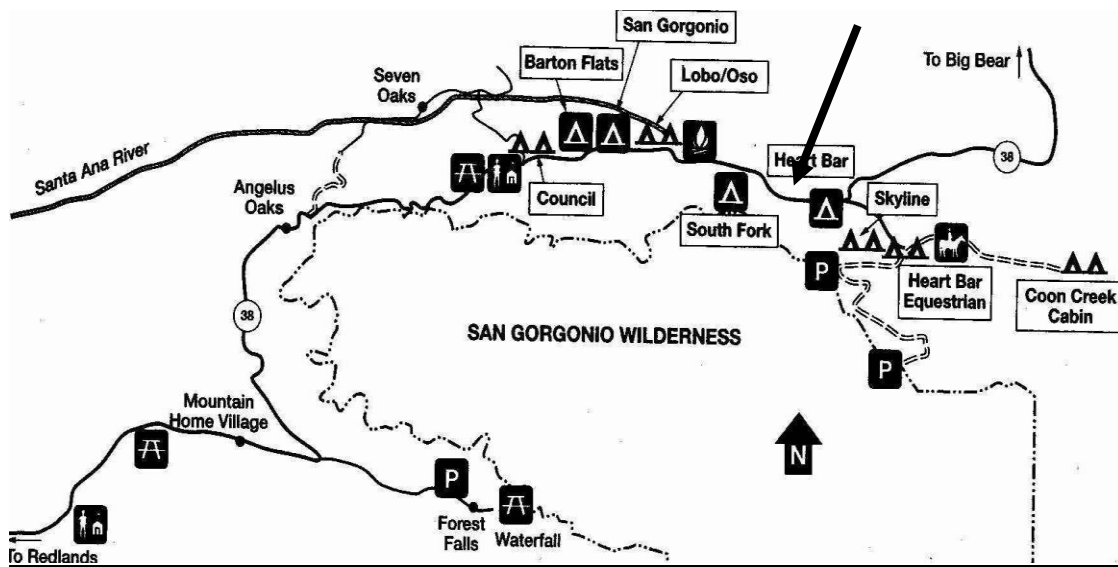 San Gorgonio
Barton Flats
Lobo/Oso
To Big Bear
Seven
Oaks
Santa Ana River
Heart Bar
38
Council
Skyline
Angelus
Oaks
South Fork
P
Heart Bar
Equestrian
Coon Creek
Cabin
38
SAN GORGONIO WILDERNESS
P
Mountain
Home Village
N
P
Forest
Falls
Waterfall
To Redlands